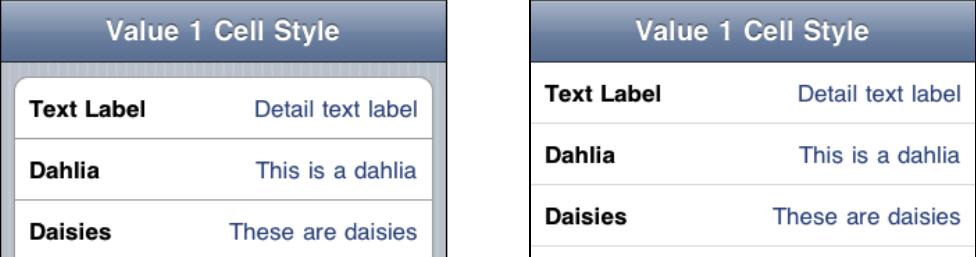 Value 1 Cell Style
Text Label Detail text label
Dahlia This is a dahlia
Daisies These are daisies
Value 1 Cell Style
Text Label Detail text label
Dahlia This is a dahlia
Daisies These are daisies